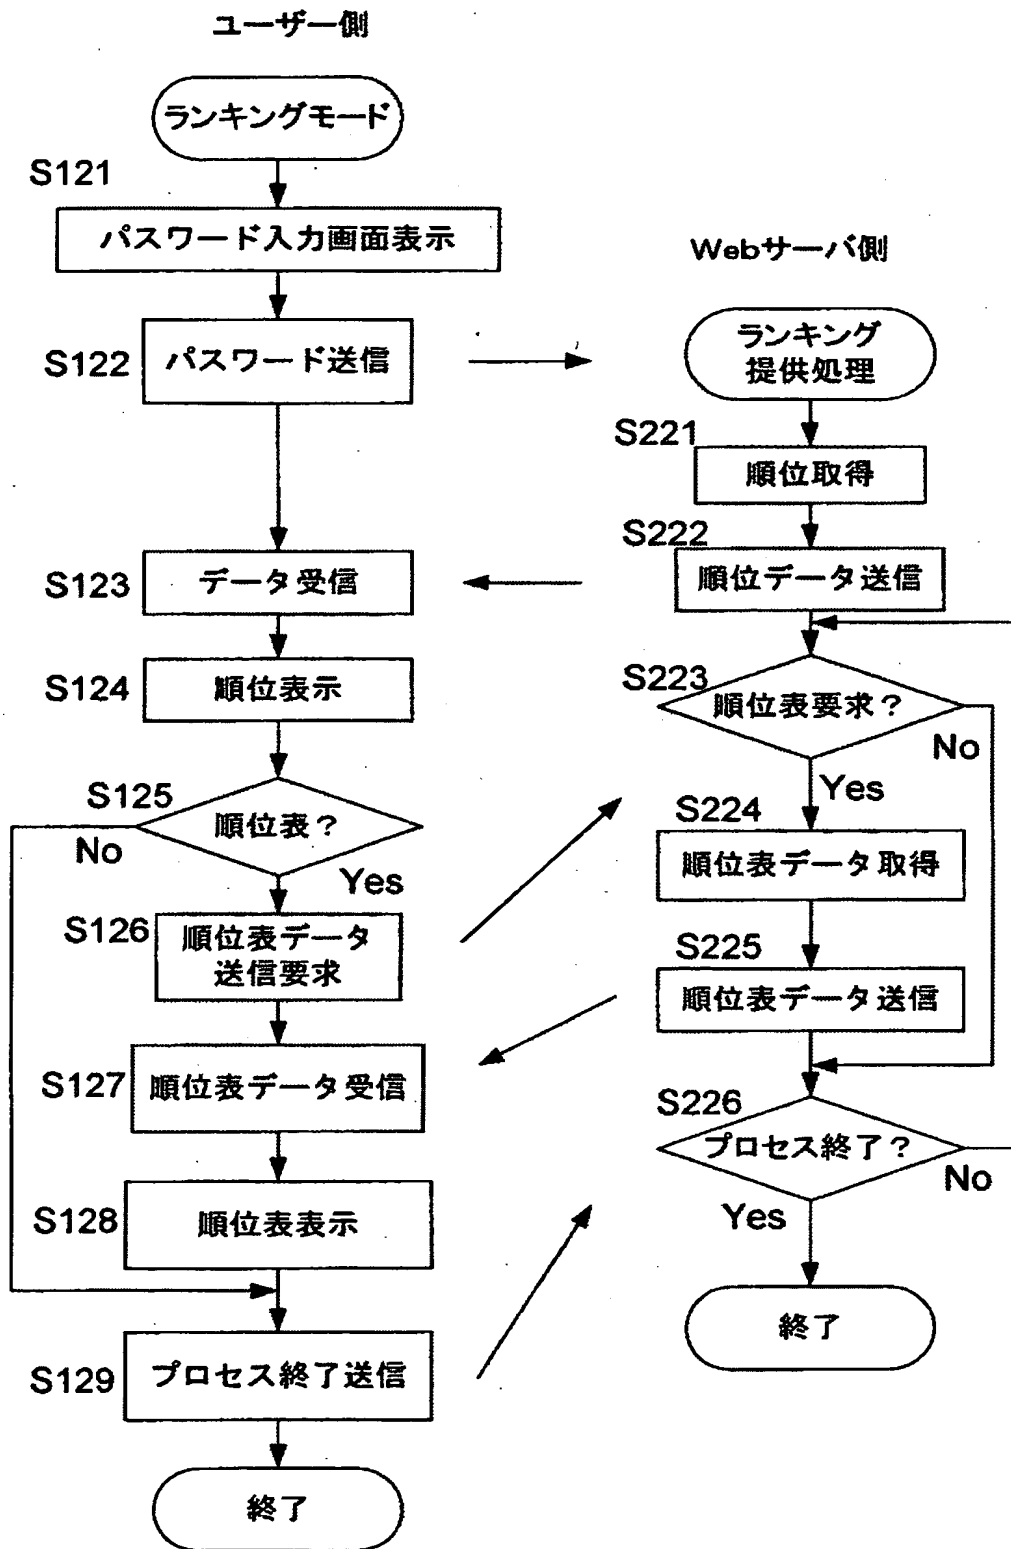 ユーザー側
ランキングモード
S121
パスワード入力画面表示
S122
パスワード送信
S123
データ受信
S124
順位表示
S125
順位表?
No
Yes
S126
順位表データ
送信要求
S127
順位表データ受信
S128
順位表表示
S129
プロセス終了送信
終了
Webサーバ側
ランキング
提供処理
S221
順位取得
S222
順位データ送信
S223
順位表要求?
No
Yes
S224
順位表データ取得
S225
順位表データ送信
S226
プロセス終了?
No
Yes
終了